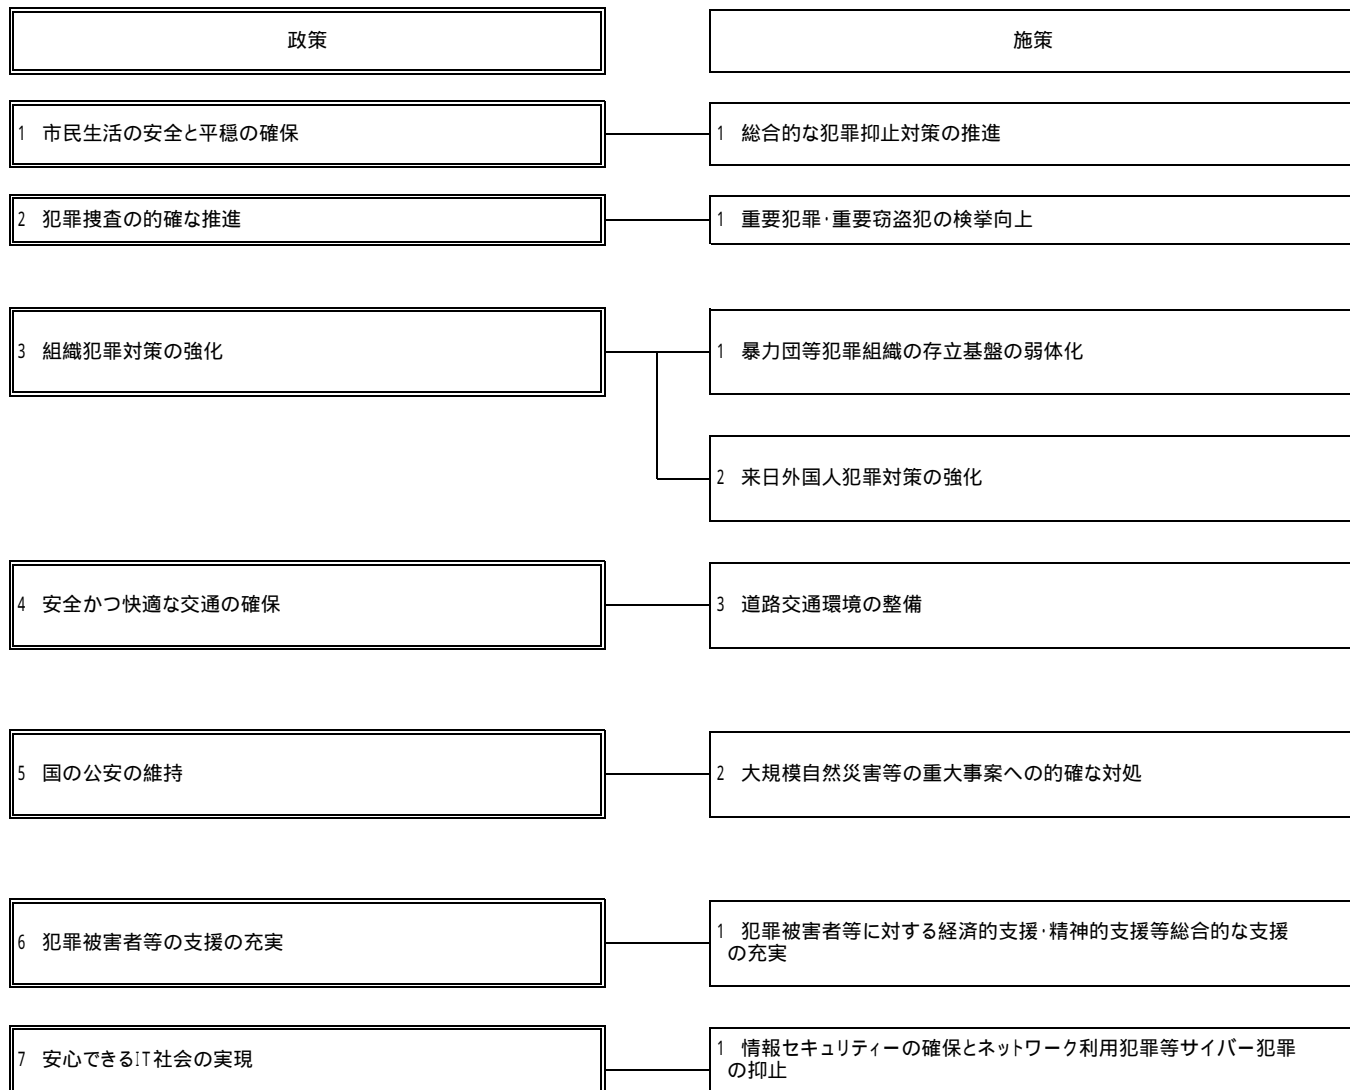 政策
施策
1 市民生活の安全と平穏の確保
1 総合的な犯罪抑止対策の推進
2 犯罪捜査の的確な推進
1 重要犯罪･重要窃盗犯の検挙向上
3 組織犯罪対策の強化
1 暴力団等犯罪組織の存立基盤の弱体化
2 来日外国人犯罪対策の強化
4 安全かつ快適な交通の確保
3 道路交通環境の整備
5 国の公安の維持
2 大規模自然災害等の重大事案への的確な対処
6 犯罪被害者等の支援の充実
1 犯罪被害者等に対する経済的支援･精神的支援等総合的な支援
の充実
7 安心できるIT社会の実現
1 情報セキュリティーの確保とネットワーク利用犯罪等サイバー犯罪
の抑止